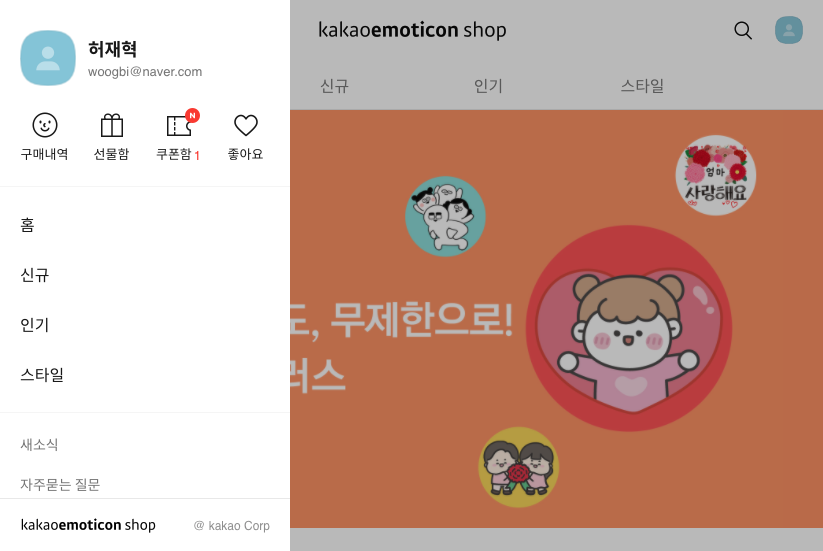 허재혁
woogbi@naver.com
구매내역
선물함
N
쿠폰함 1
좋아요
홈
신규
인기
스타일
새소식
자주묻는 질문
kakaoemoticon shop
@ kakao Corp
kakaoemoticon shop
신규
인기
스타일
엄마
사랑해요
도, 무제한으로!
러스